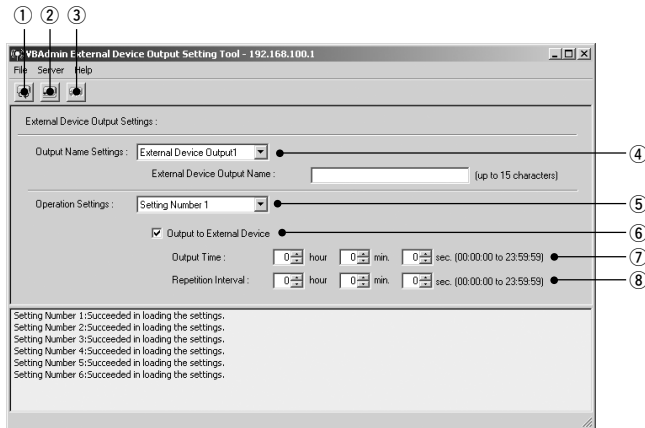 ① ② ③
VBAdmin External Device Output Setting Tool - 192.168.100.1
File Server Help
External Device Output Settings :
Output Name Settings : External Device Output1 ④
External Device Output Name : (up to 15 characters)
Operation Settings : Setting Number 1 ⑤
Output to External Device ⑥
Output Time : 0 hour 0 min. 0 sec. (00:00:00 to 23:59:59) ⑦
Repetition Interval : 0 hour 0 min. 0 sec. (00:00:00 to 23:59:59) ⑧
Setting Number 1:Succeeded in loading the settings.
Setting Number 2:Succeeded in loading the settings.
Setting Number 3:Succeeded in loading the settings.
Setting Number 4:Succeeded in loading the settings.
Setting Number 5:Succeeded in loading the settings.
Setting Number 6:Succeeded in loading the settings.